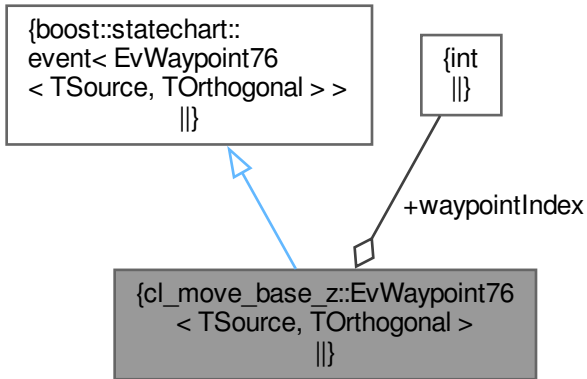 {boost::statechart::
event< EvWaypoint76
< TSource, TOrthogonal > >
||}
{int
||}
+waypointIndex
{cl_move_base_z::EvWaypoint76
< TSource, TOrthogonal >
||}